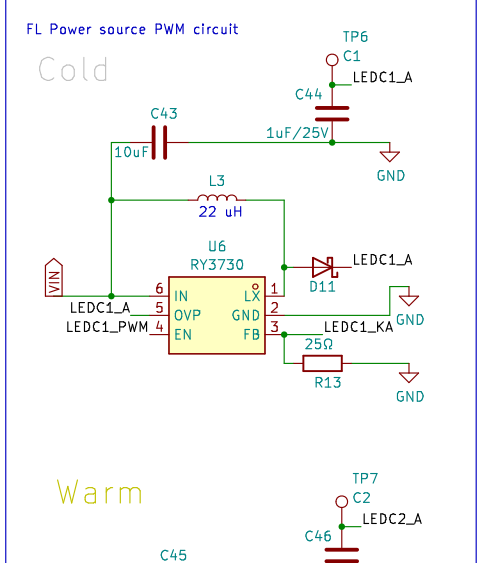 FL Power source PWM circuit
TP6
Cold
C1
LEDC1_A
C44
C43
1uF/25V
10uF
GND
L3
22 uH
U6
RY3730
LEDC1_A
D11
VIN
6 IN LX 1
LEDC1_A 5 OVP GND 2
GND
LEDC1_PWM 4 EN FB 3 LEDC1_KA
25Ω
R13
GND
Warm
TP7
C2
LEDC2_A
C46
C45